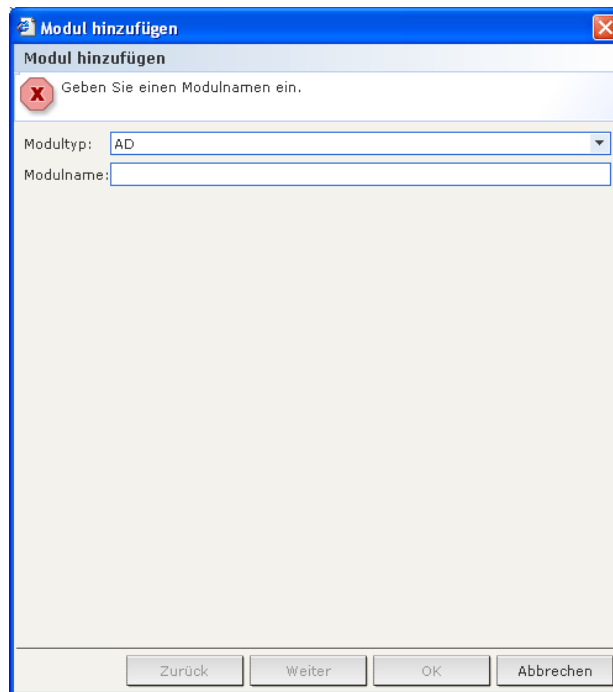 Modul hinzufügen
Modul hinzufügen
Geben Sie einen Modulnamen ein.
Modultyp: AD
Modulname:
Zurück Weiter OK Abbrechen